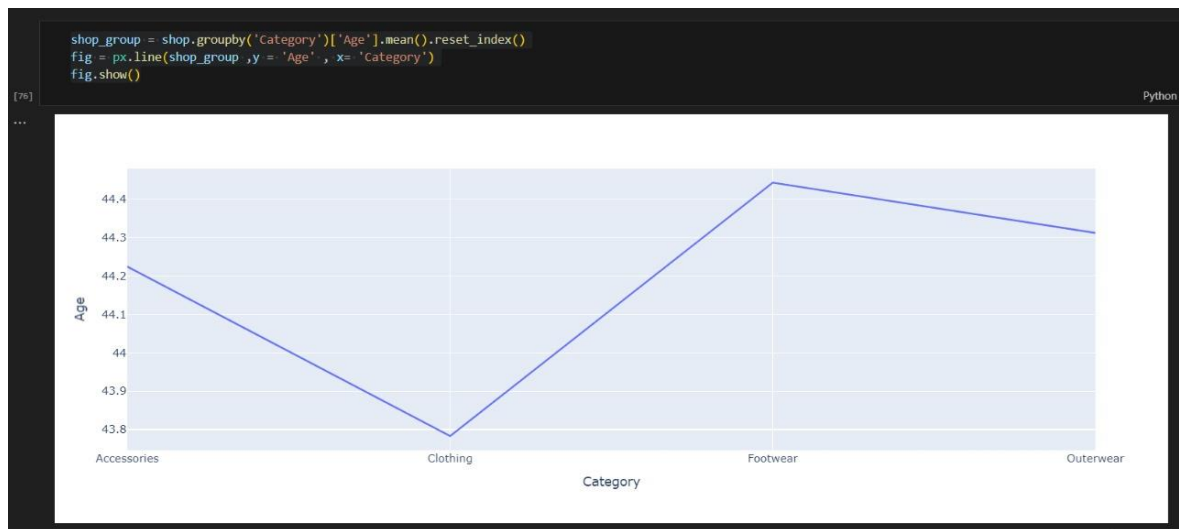 shop_group = shop.groupby('Category')['Age'].mean().reset_index()
fig = px.line(shop_group ,y = 'Age' , x= 'Category')
fig.show()
[76]
Python
...
44.4
44.3
44.2
44.1
44
43.9
43.8
Age
Accessories Clothing Footwear Outerwear
Category